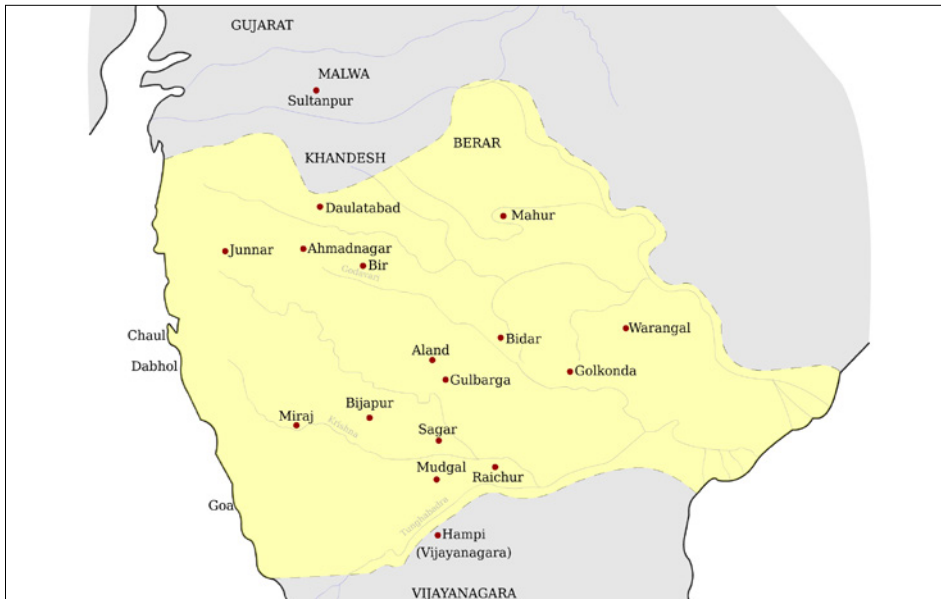 GUJARAT
MALWA
Sultanpur
BERAR
KHANDESH
Daulatabad
Mahur
Junnar
Ahmadnagar
Bir
Godavari
Chaul
Warangal
Bidar
Aland
Dabhol
Golkonda
Gulbarga
Bijapur
Miraj
Krishna
Sagar
Mudgal
Raichur
Goa
Tungbabadra
Hampi
(Vijayanagara)
VIJAYANAGARA